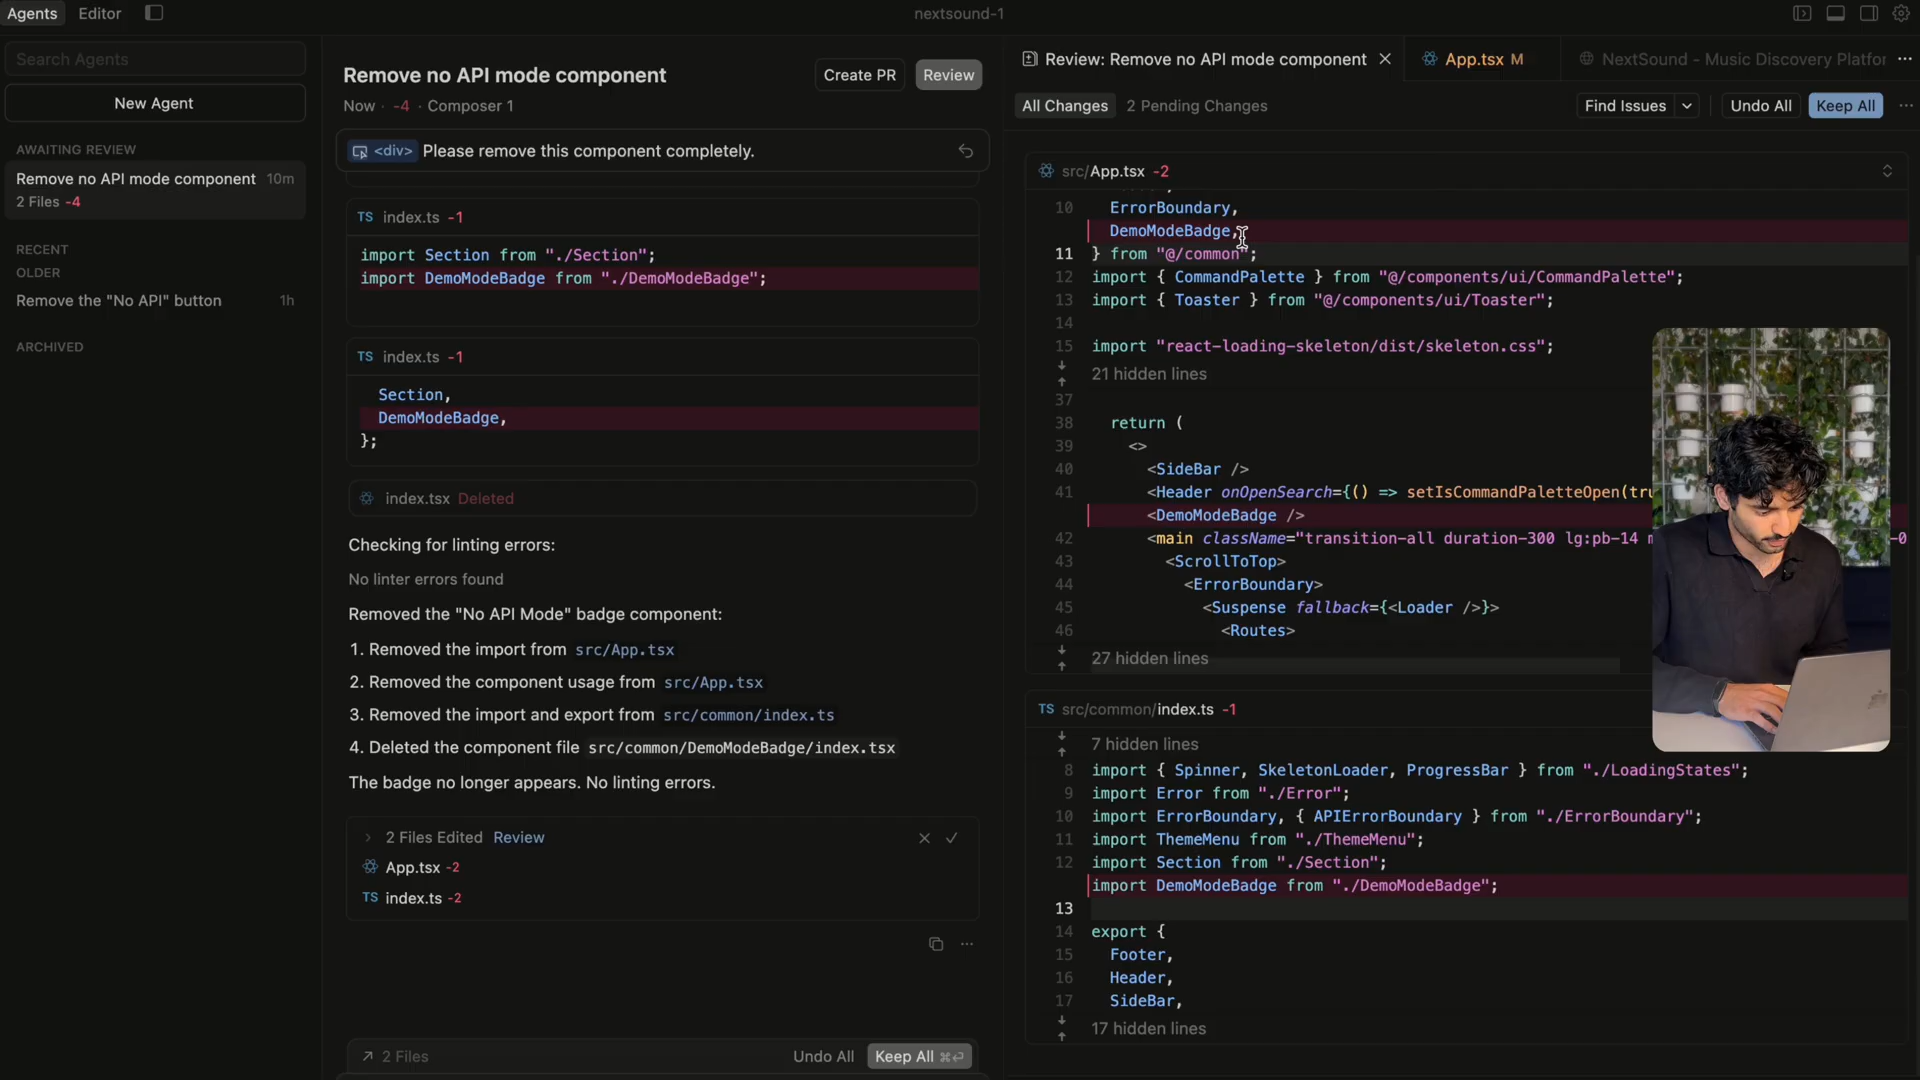 Agents
Editor
nextsound-1
Search Agents
New Agent
AWAITING REVIEW
Remove no API mode component 10m
2 Files -4
RECENT
OLDER
Remove the "No API" button 1h
ARCHIVED
Remove no API mode component
Create PR
Review
Now · -4 · Composer 1
<div> Please remove this component completely.
TS index.ts -1
import Section from "./Section";
import DemoModeBadge from "./DemoModeBadge";
TS index.ts -1
Section,
DemoModeBadge,
};
index.tsx Deleted
Checking for linting errors:
No linter errors found
Removed the "No API Mode" badge component:
1. Removed the import from src/App.tsx
2. Removed the component usage from src/App.tsx
3. Removed the import and export from src/common/index.ts
4. Deleted the component file src/common/DemoModeBadge/index.tsx
The badge no longer appears. No linting errors.
2 Files Edited Review
App.tsx -2
TS index.ts -2
2 Files
Undo All
Keep All ⌘⏎
Review: Remove no API mode component
App.tsx M
NextSound - Music Discovery Platfor
All Changes
2 Pending Changes
Find Issues
Undo All
Keep All
src/App.tsx -2
10 ErrorBoundary,
DemoModeBadge,
11 } from "@/common";
12 import { CommandPalette } from "@/components/ui/CommandPalette";
13 import { Toaster } from "@/components/ui/Toaster";
14
15 import "react-loading-skeleton/dist/skeleton.css";
21 hidden lines
37
38 return (
39 <>
40 <SideBar />
41 <Header onOpenSearch={() => setIsCommandPaletteOpen(tru
<DemoModeBadge />
42 <main className="transition-all duration-300 lg:pb-14 m -0
43 <ScrollToTop>
44 <ErrorBoundary>
45 <Suspense fallback={<Loader />}>
46 <Routes>
27 hidden lines
TS src/common/index.ts -1
7 hidden lines
8 import { Spinner, SkeletonLoader, ProgressBar } from "./LoadingStates";
9 import Error from "./Error";
10 import ErrorBoundary, { APIErrorBoundary } from "./ErrorBoundary";
11 import ThemeMenu from "./ThemeMenu";
12 import Section from "./Section";
import DemoModeBadge from "./DemoModeBadge";
13
14 export {
15 Footer,
16 Header,
17 SideBar,
17 hidden lines